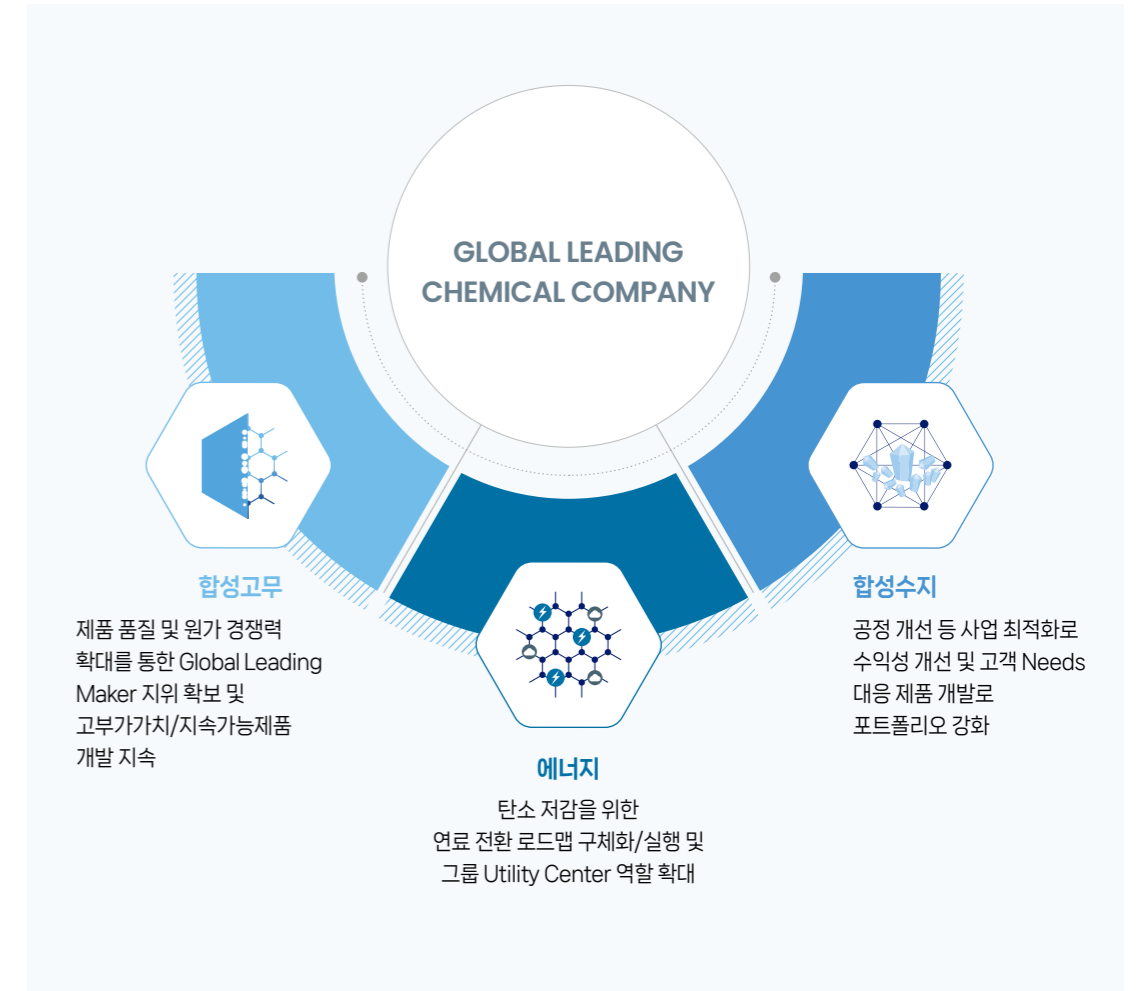 GLOBAL LEADING
CHEMICAL COMPANY
합성고무
제품 품질 및 원가 경쟁력
확대를 통한 Global Leading
Maker 지위 확보 및
고부가가치/지속가능제품
개발 지속
에너지
탄소 저감을 위한
연료 전환 로드맵 구체화/실행 및
그룹 Utility Center 역할 확대
합성수지
공정 개선 등 사업 최적화로
수익성 개선 및 고객 Needs
대응 제품 개발로
포트폴리오 강화